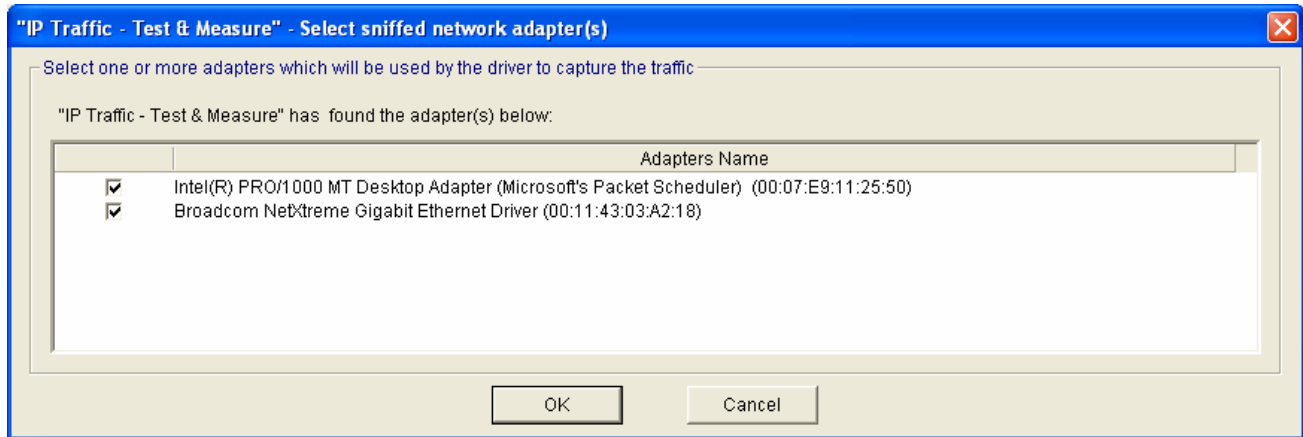 "IP Traffic - Test & Measure" - Select sniffed network adapter(s)
Select one or more adapters which will be used by the driver to capture the traffic
"IP Traffic - Test & Measure" has  found the adapter(s) below:
Adapters Name
Intel(R) PRO/1000 MT Desktop Adapter (Microsoft's Packet Scheduler)  (00:07:E9:11:25:50)
Broadcom NetXtreme Gigabit Ethernet Driver (00:11:43:03:A2:18)
OK Cancel